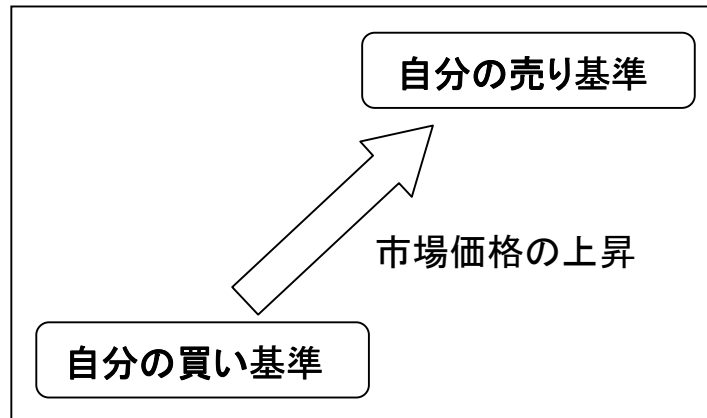 自分の売り基準
市場価格の上昇
自分の買い基準